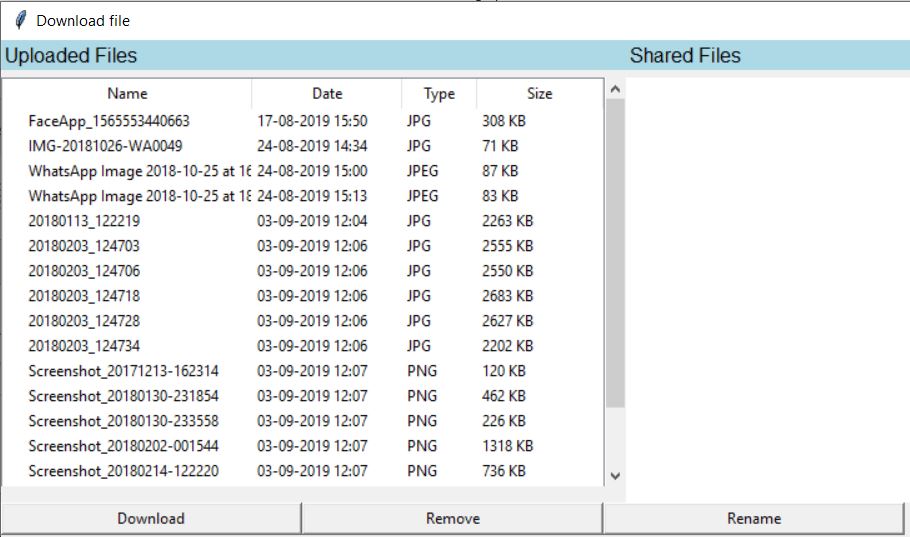 Download file
Uploaded Files Shared Files
Name Date Type Size
FaceApp_1565553440663 17-08-2019 15:50 JPG 308 KB
IMG-20181026-WA0049 24-08-2019 14:34 JPG 71 KB
WhatsApp Image 2018-10-25 at 16 24-08-2019 15:00 JPEG 87 KB
WhatsApp Image 2018-10-25 at 18 24-08-2019 15:13 JPEG 83 KB
20180113_122219 03-09-2019 12:04 JPG 2263 KB
20180203_124703 03-09-2019 12:06 JPG 2555 KB
20180203_124706 03-09-2019 12:06 JPG 2550 KB
20180203_124718 03-09-2019 12:06 JPG 2683 KB
20180203_124728 03-09-2019 12:06 JPG 2627 KB
20180203_124734 03-09-2019 12:06 JPG 2202 KB
Screenshot_20171213-162314 03-09-2019 12:07 PNG 120 KB
Screenshot_20180130-231854 03-09-2019 12:07 PNG 462 KB
Screenshot_20180130-233558 03-09-2019 12:07 PNG 226 KB
Screenshot_20180202-001544 03-09-2019 12:07 PNG 1318 KB
Screenshot_20180214-122220 03-09-2019 12:07 PNG 736 KB
Download Remove Rename